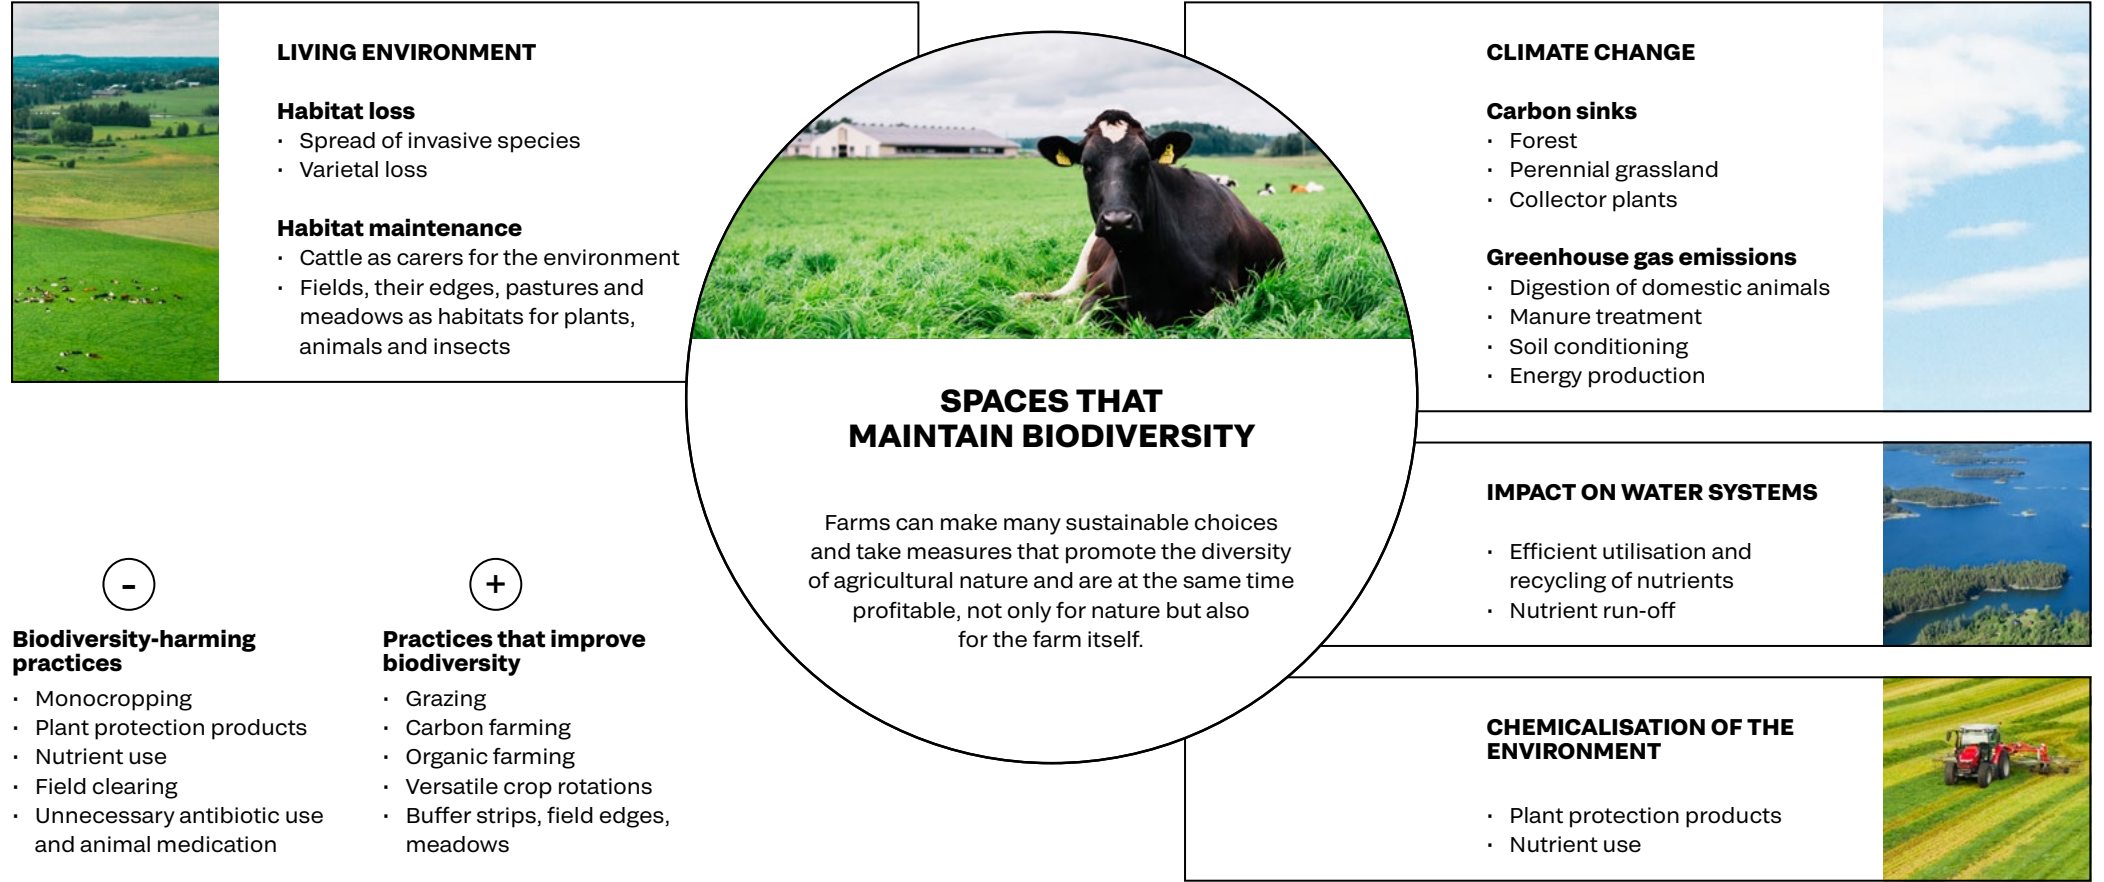 LIVING ENVIRONMENT
Habitat loss
· Spread of invasive species
· Varietal loss
Habitat maintenance
· Cattle as carers for the environment
· Fields, their edges, pastures and
meadows as habitats for plants,
animals and insects
SPACES THAT
MAINTAIN BIODIVERSITY
Farms can make many sustainable choices
and take measures that promote the diversity
of agricultural nature and are at the same time
profitable, not only for nature but also
for the farm itself.
CLIMATE CHANGE
Carbon sinks
· Forest
· Perennial grassland
· Collector plants
Greenhouse gas emissions
· Digestion of domestic animals
· Manure treatment
· Soil conditioning
· Energy production
IMPACT ON WATER SYSTEMS
· Efficient utilisation and
recycling of nutrients
· Nutrient run-off
CHEMICALISATION OF THE
ENVIRONMENT
· Plant protection products
· Nutrient use
-
Biodiversity-harming
practices
· Monocropping
· Plant protection products
· Nutrient use
· Field clearing
· Unnecessary antibiotic use
and animal medication
+
Practices that improve
biodiversity
· Grazing
· Carbon farming
· Organic farming
· Versatile crop rotations
· Buffer strips, field edges,
meadows